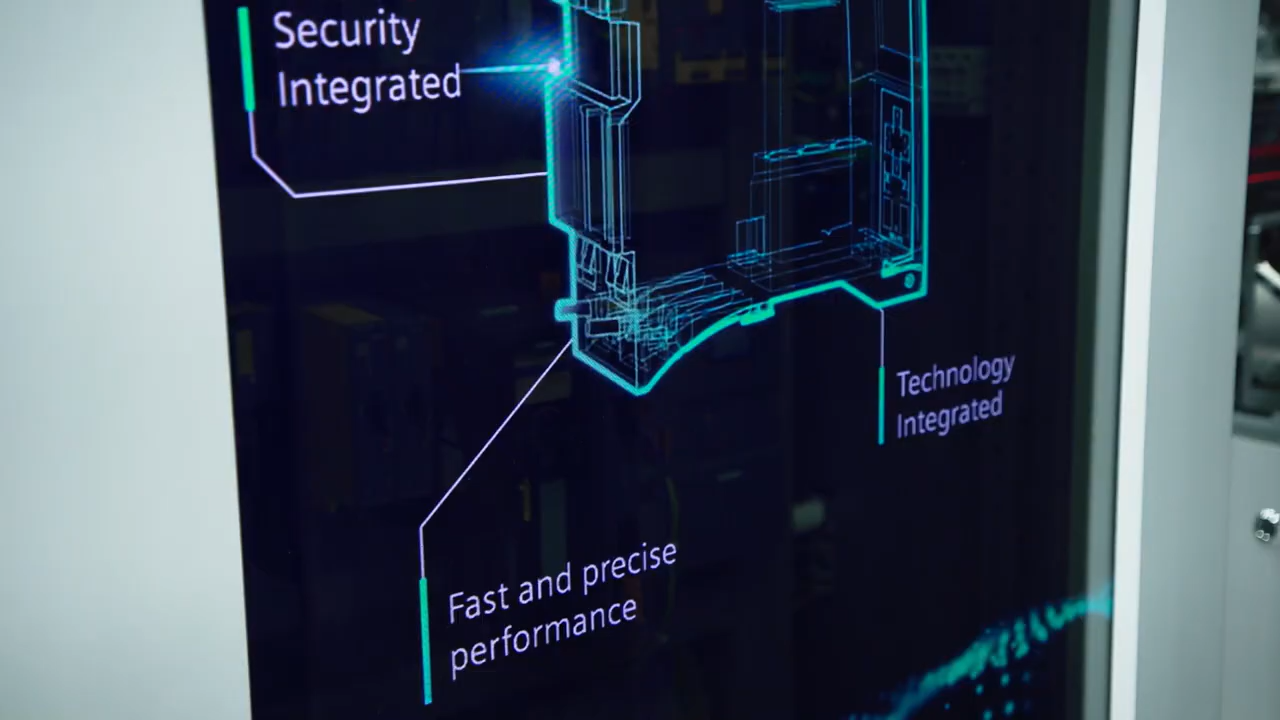 Security
Integrated
Technology
Integrated
Fast and precise
performance